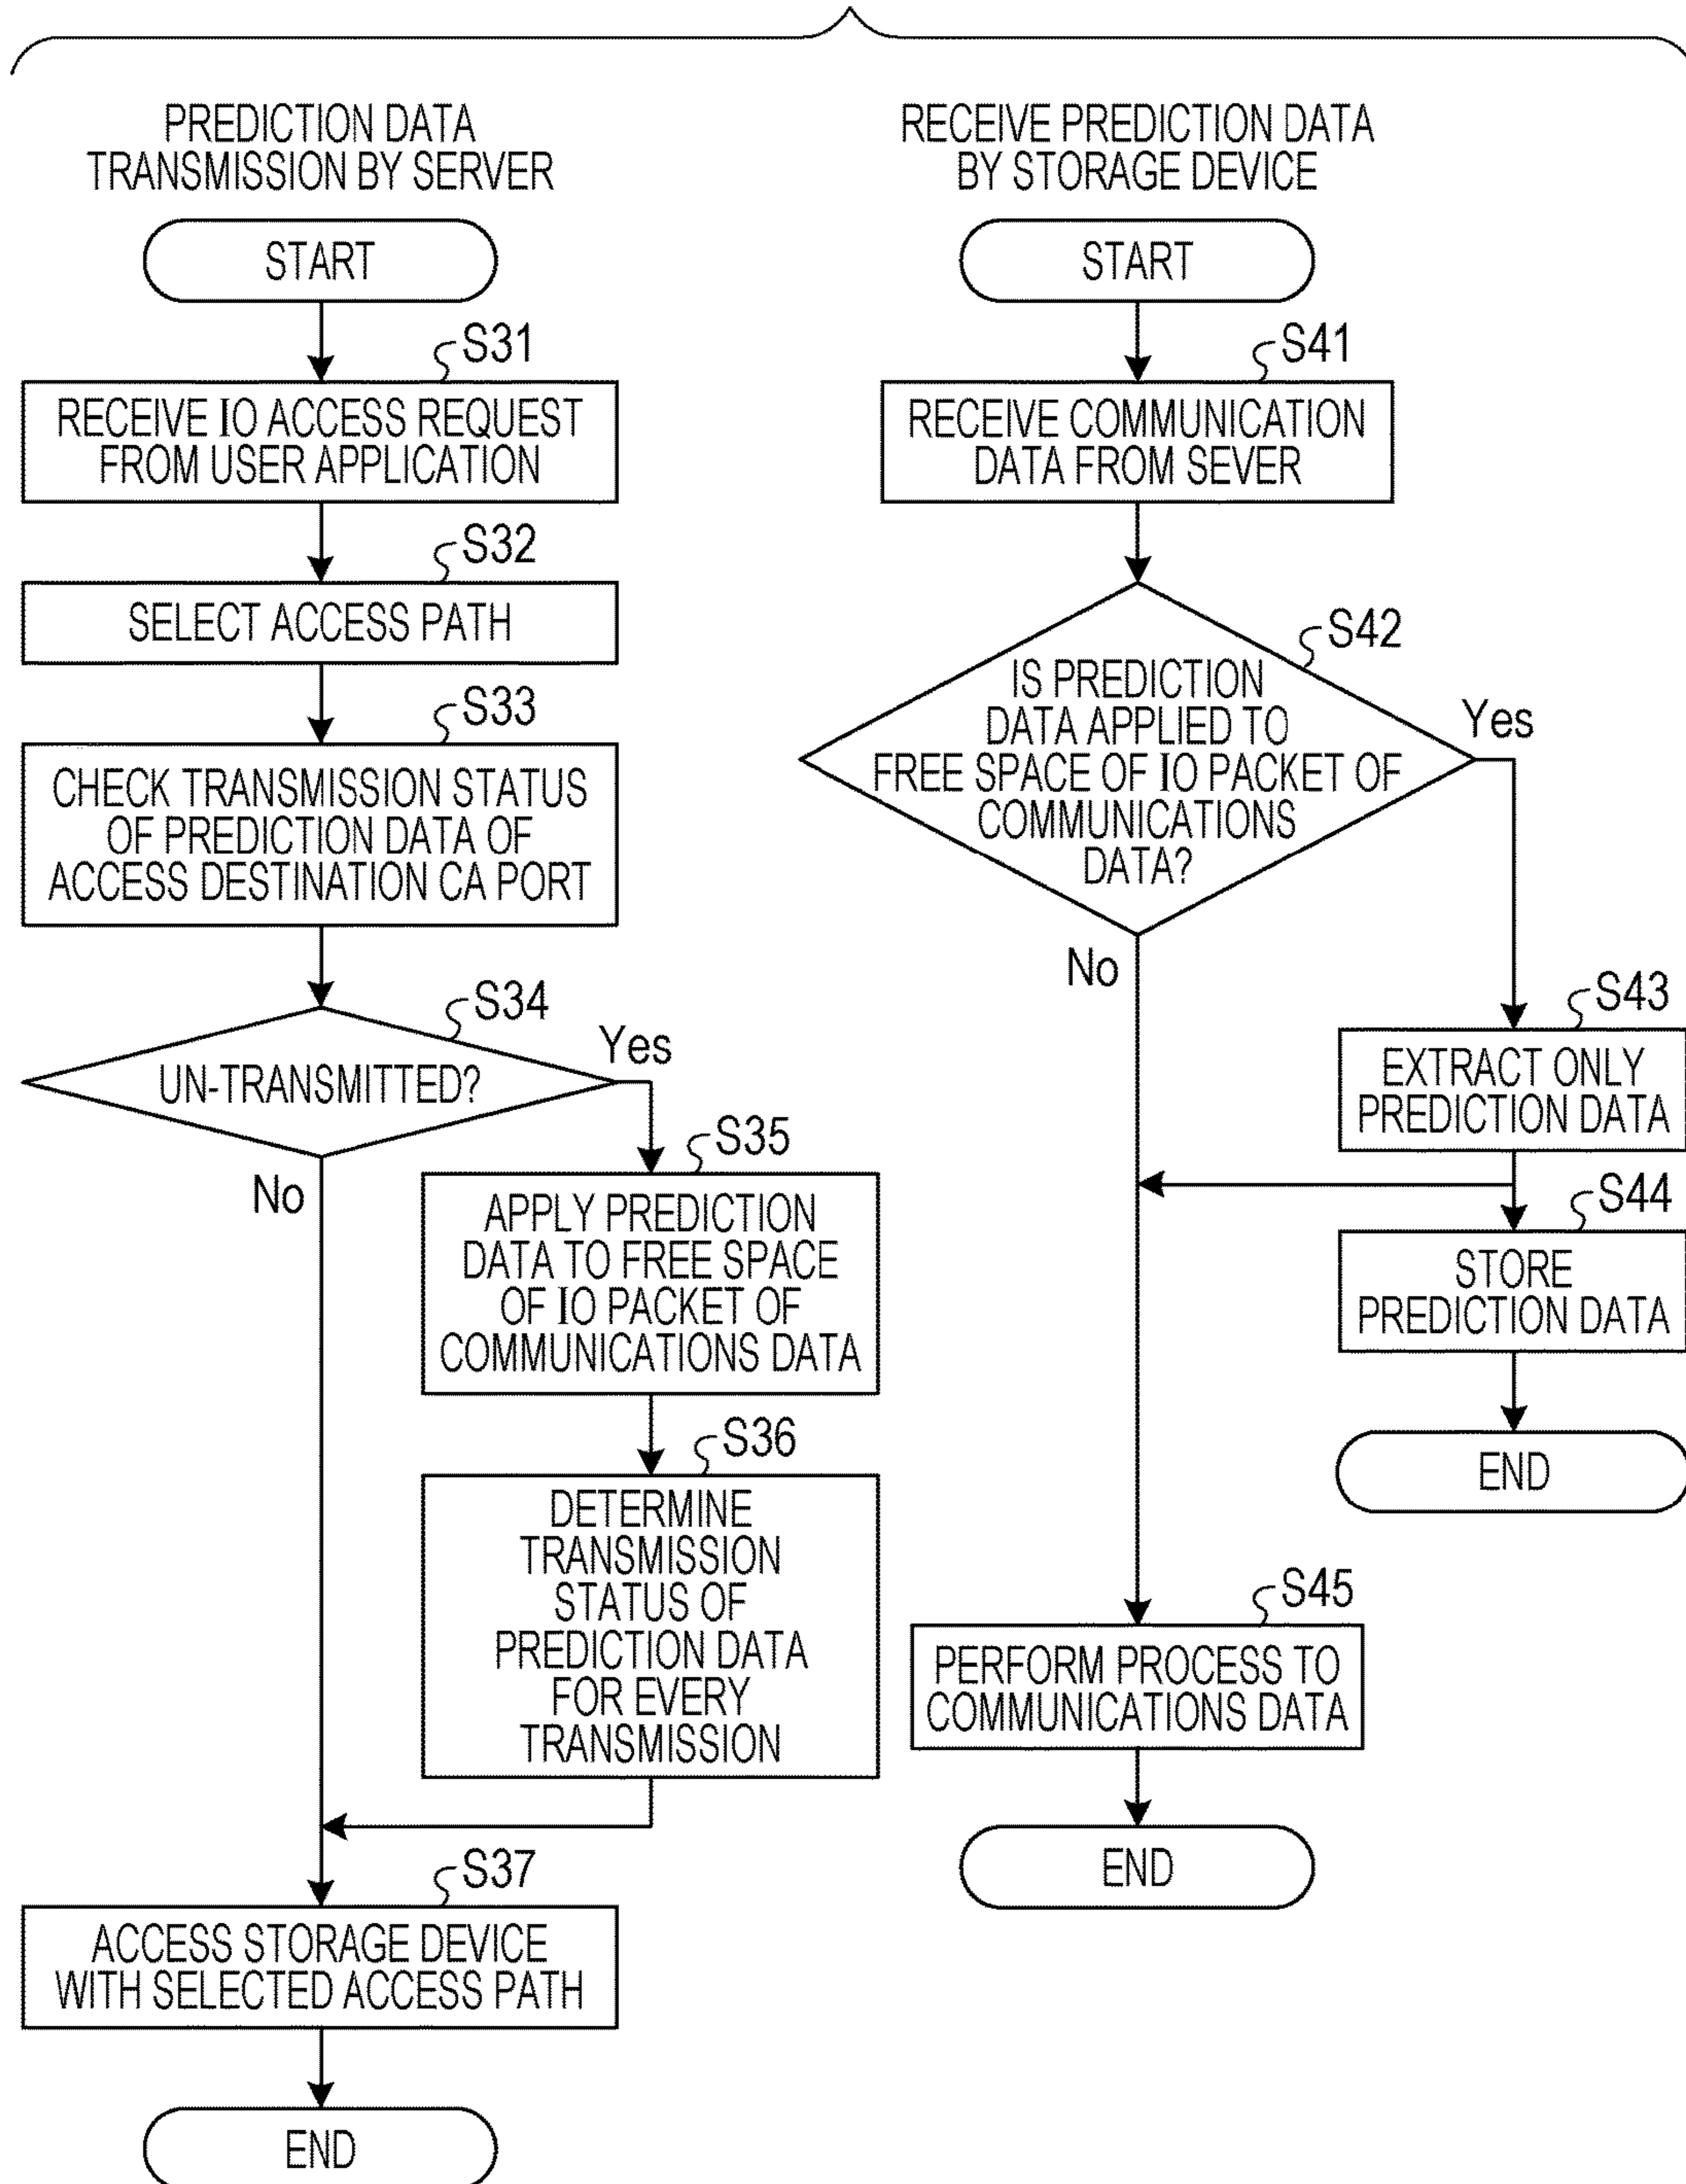 PREDICTION DATA
TRANSMISSION BY SERVER
START
S31
RECEIVE IO ACCESS REQUEST
FROM USER APPLICATION
S32
SELECT ACCESS PATH
S33
CHECK TRANSMISSION STATUS
OF PREDICTION DATA OF
ACCESS DESTINATION CA PORT
S34
UN-TRANSMITTED?
Yes
No
S35
APPLY PREDICTION
DATA TO FREE SPACE
OF IO PACKET OF
COMMUNICATIONS DATA
S36
DETERMINE
TRANSMISSION
STATUS OF
PREDICTION DATA
FOR EVERY
TRANSMISSION
S37
ACCESS STORAGE DEVICE
WITH SELECTED ACCESS PATH
END
RECEIVE PREDICTION DATA
BY STORAGE DEVICE
START
S41
RECEIVE COMMUNICATION
DATA FROM SEVER
S42
IS PREDICTION
DATA APPLIED TO
FREE SPACE OF IO PACKET OF
COMMUNICATIONS
DATA?
Yes
No
S43
EXTRACT ONLY
PREDICTION DATA
S44
STORE
PREDICTION DATA
END
S45
PERFORM PROCESS TO
COMMUNICATIONS DATA
END